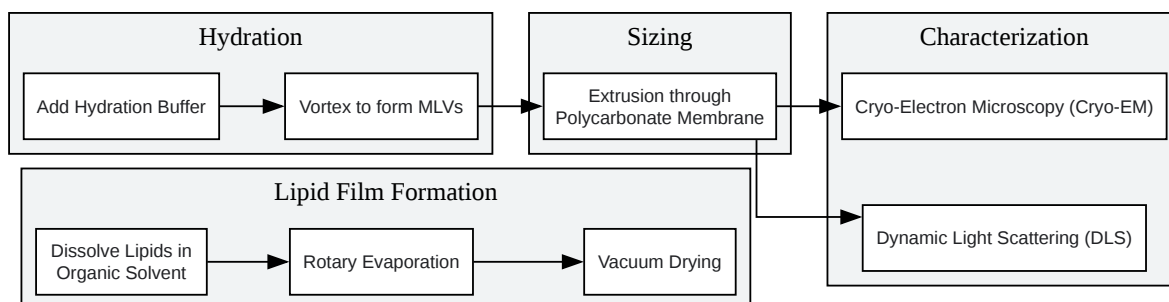 Hydration
Add Hydration Buffer
Vortex to form MLVs
Sizing
Extrusion through
Polycarbonate Membrane
Characterization
Cryo-Electron Microscopy (Cryo-EM)
Dynamic Light Scattering (DLS)
Lipid Film Formation
Dissolve Lipids in
Organic Solvent
Rotary Evaporation
Vacuum Drying